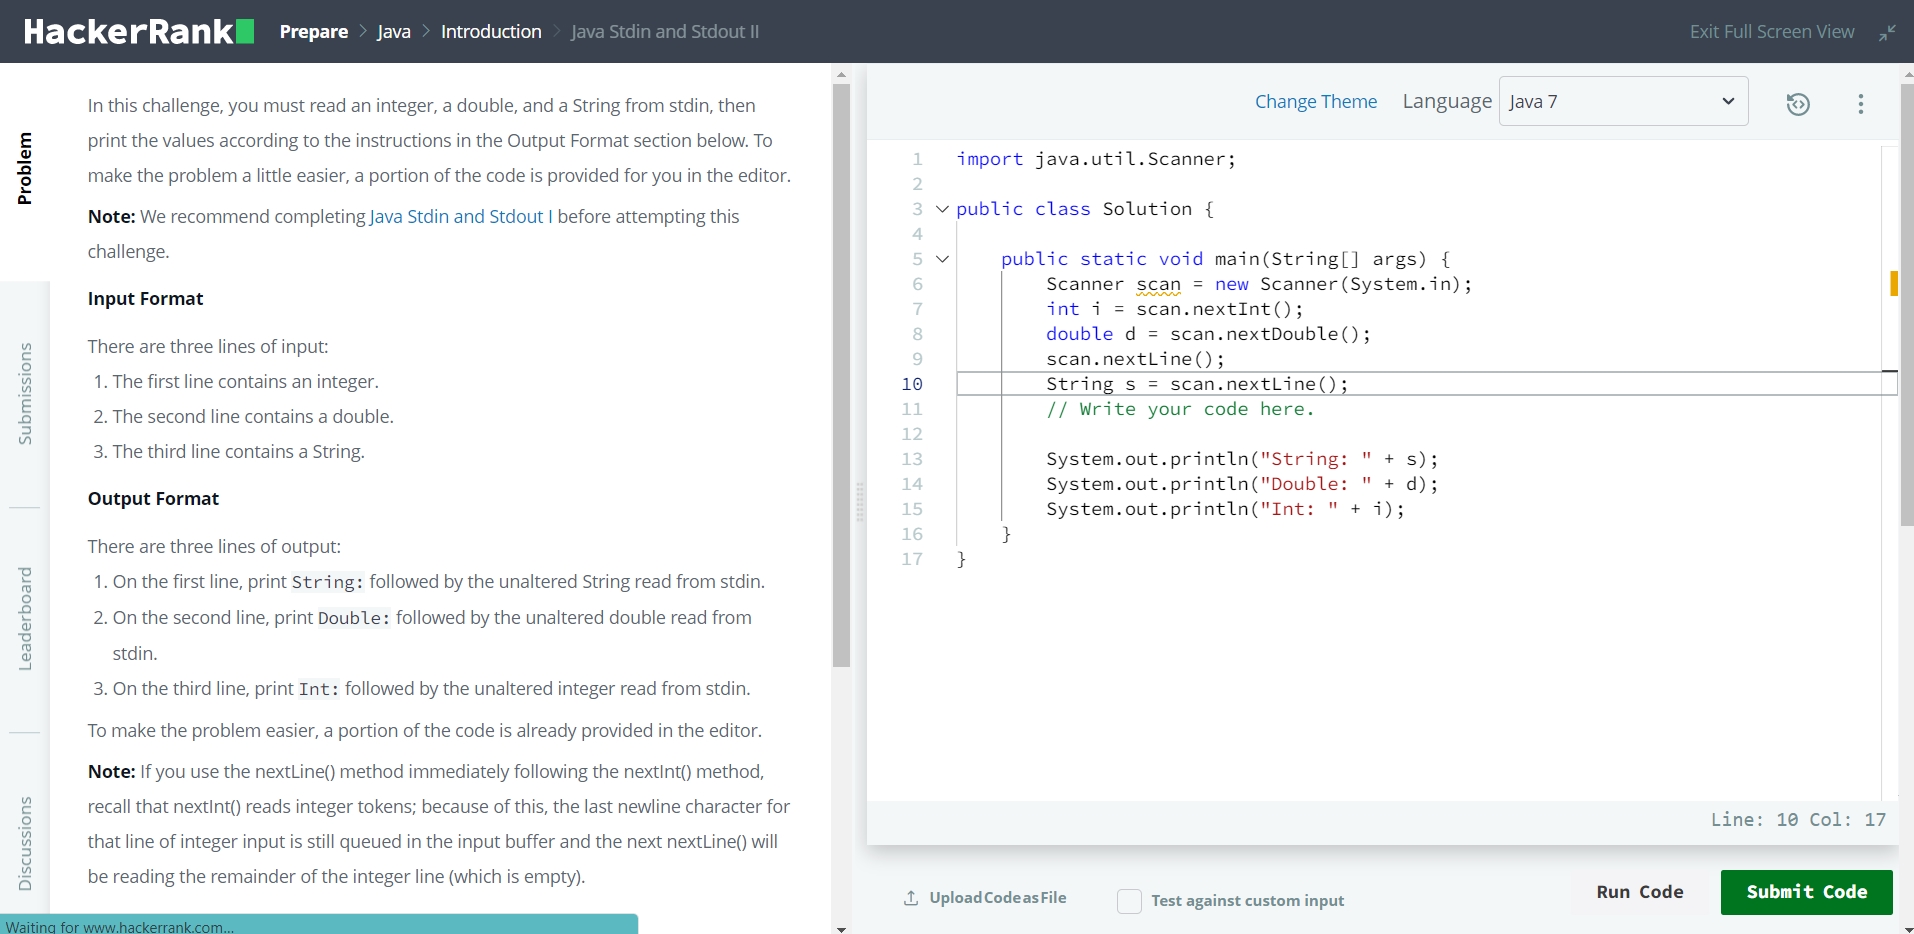 HackerRank Prepare > Java > Introduction > Java Stdin and Stdout II Exit Full Screen View
Problem
Submissions
Leaderboard
Discussions
In this challenge, you must read an integer, a double, and a String from stdin, then
print the values according to the instructions in the Output Format section below. To
make the problem a little easier, a portion of the code is provided for you in the editor.
Note: We recommend completing Java Stdin and Stdout I before attempting this
challenge.
Input Format
There are three lines of input:
1. The first line contains an integer.
2. The second line contains a double.
3. The third line contains a String.
Output Format
There are three lines of output:
1. On the first line, print String: followed by the unaltered String read from stdin.
2. On the second line, print Double: followed by the unaltered double read from
stdin.
3. On the third line, print Int: followed by the unaltered integer read from stdin.
To make the problem easier, a portion of the code is already provided in the editor.
Note: If you use the nextLine() method immediately following the nextInt() method,
recall that nextInt() reads integer tokens; because of this, the last newline character for
that line of integer input is still queued in the input buffer and the next nextLine() will
be reading the remainder of the integer line (which is empty).
Waiting for www.hackerrank.com...
Change Theme Language Java 7
1 import java.util.Scanner;
2
3 public class Solution {
4
5 public static void main(String[] args) {
6 Scanner scan = new Scanner(System.in);
7 int i = scan.nextInt();
8 double d = scan.nextDouble();
9 scan.nextLine();
10 String s = scan.nextLine();
11 // Write your code here.
12
13 System.out.println("String: " + s);
14 System.out.println("Double: " + d);
15 System.out.println("Int: " + i);
16 }
17 }
Line: 10 Col: 17
Upload Code as File Test against custom input Run Code Submit Code